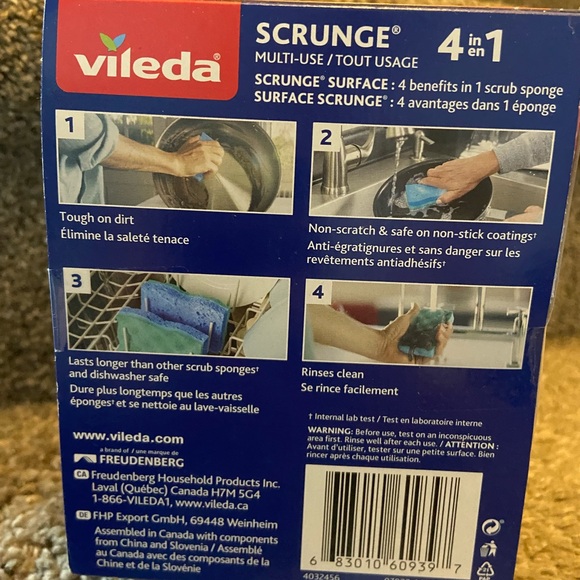 vileda®
SCRUNGE®
MULTI-USE / TOUT USAGE
4 in en 1
SCRUNGE® SURFACE : 4 benefits in 1 scrub sponge
SURFACE SCRUNGE® : 4 avantages dans 1 éponge
1
2
Tough on dirt
Élimine la saleté tenace
Non-scratch & safe on non-stick coatings†
Anti-égratignures et sans danger sur les
revêtements antiadhésifs†
3
4
Lasts longer than other scrub sponges†
and dishwasher safe
Dure plus longtemps que les autres
éponges† et se nettoie au lave-vaisselle
Rinses clean
Se rince facilement
† Internal lab test / Test en laboratoire interne
WARNING: Before use, test on an inconspicuous
area first. Rinse well after each use. / ATTENTION :
Avant d'utiliser, tester sur une petite surface. Bien
rincer après chaque utilisation.
www.vileda.com
a brand of / une marque de
FREUDENBERG
CA Freudenberg Household Products Inc.
Laval (Québec) Canada H7M 5G4
1-866-VILEDA1, www.vileda.ca
DE FHP Export GmbH, 69448 Weinheim
Assembled in Canada with components
from China and Slovenia / Assemblé
au Canada avec des composants de la
Chine et de la Slovénie
6 83010 60939 7
4032456
21
PAP